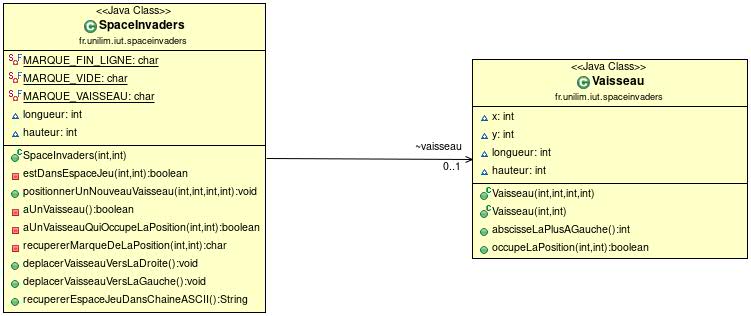 <<Java Class>>
SpaceInvaders
fr.unilim.iut.spaceinvaders
MARQUE_FIN_LIGNE: char
MARQUE_VIDE: char
MARQUE_VAISSEAU: char
longueur: int
hauteur: int
SpaceInvaders(int,int)
estDansEspaceJeu(int,int):boolean
positionnerUnNouveauVaisseau(int,int,int,int):void
aUnVaisseau():boolean
aUnVaisseauQuiOccupeLaPosition(int,int):boolean
recupererMarqueDeLaPosition(int,int):char
deplacerVaisseauVersLaDroite():void
deplacerVaisseauVersLaGauche():void
recupererEspaceJeuDansChaineASCII():String
~vaisseau
0..1
<<Java Class>>
Vaisseau
fr.unilim.iut.spaceinvaders
x: int
y: int
longueur: int
hauteur: int
Vaisseau(int,int,int,int)
Vaisseau(int,int)
abscisseLaPlusAGauche():int
occupeLaPosition(int,int):boolean